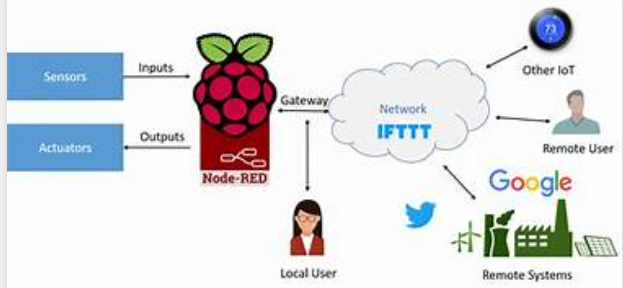 Sensors
Inputs
Actuators
Outputs
Node-RED
Gateway
Local User
Network
IFTTT
73
Other IoT
Remote User
Google
Remote Systems